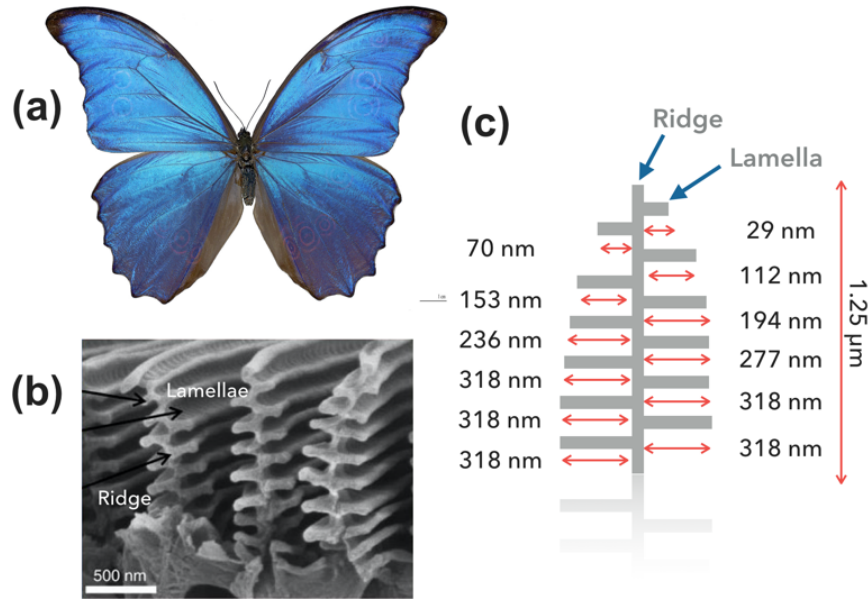 (a)
(b)
Lamellae
Ridge
500 nm
(c)
Ridge
Lamella
29 nm
70 nm
112 nm
153 nm
194 nm
236 nm
277 nm
318 nm
318 nm
318 nm
318 nm
318 nm
1.25 µm